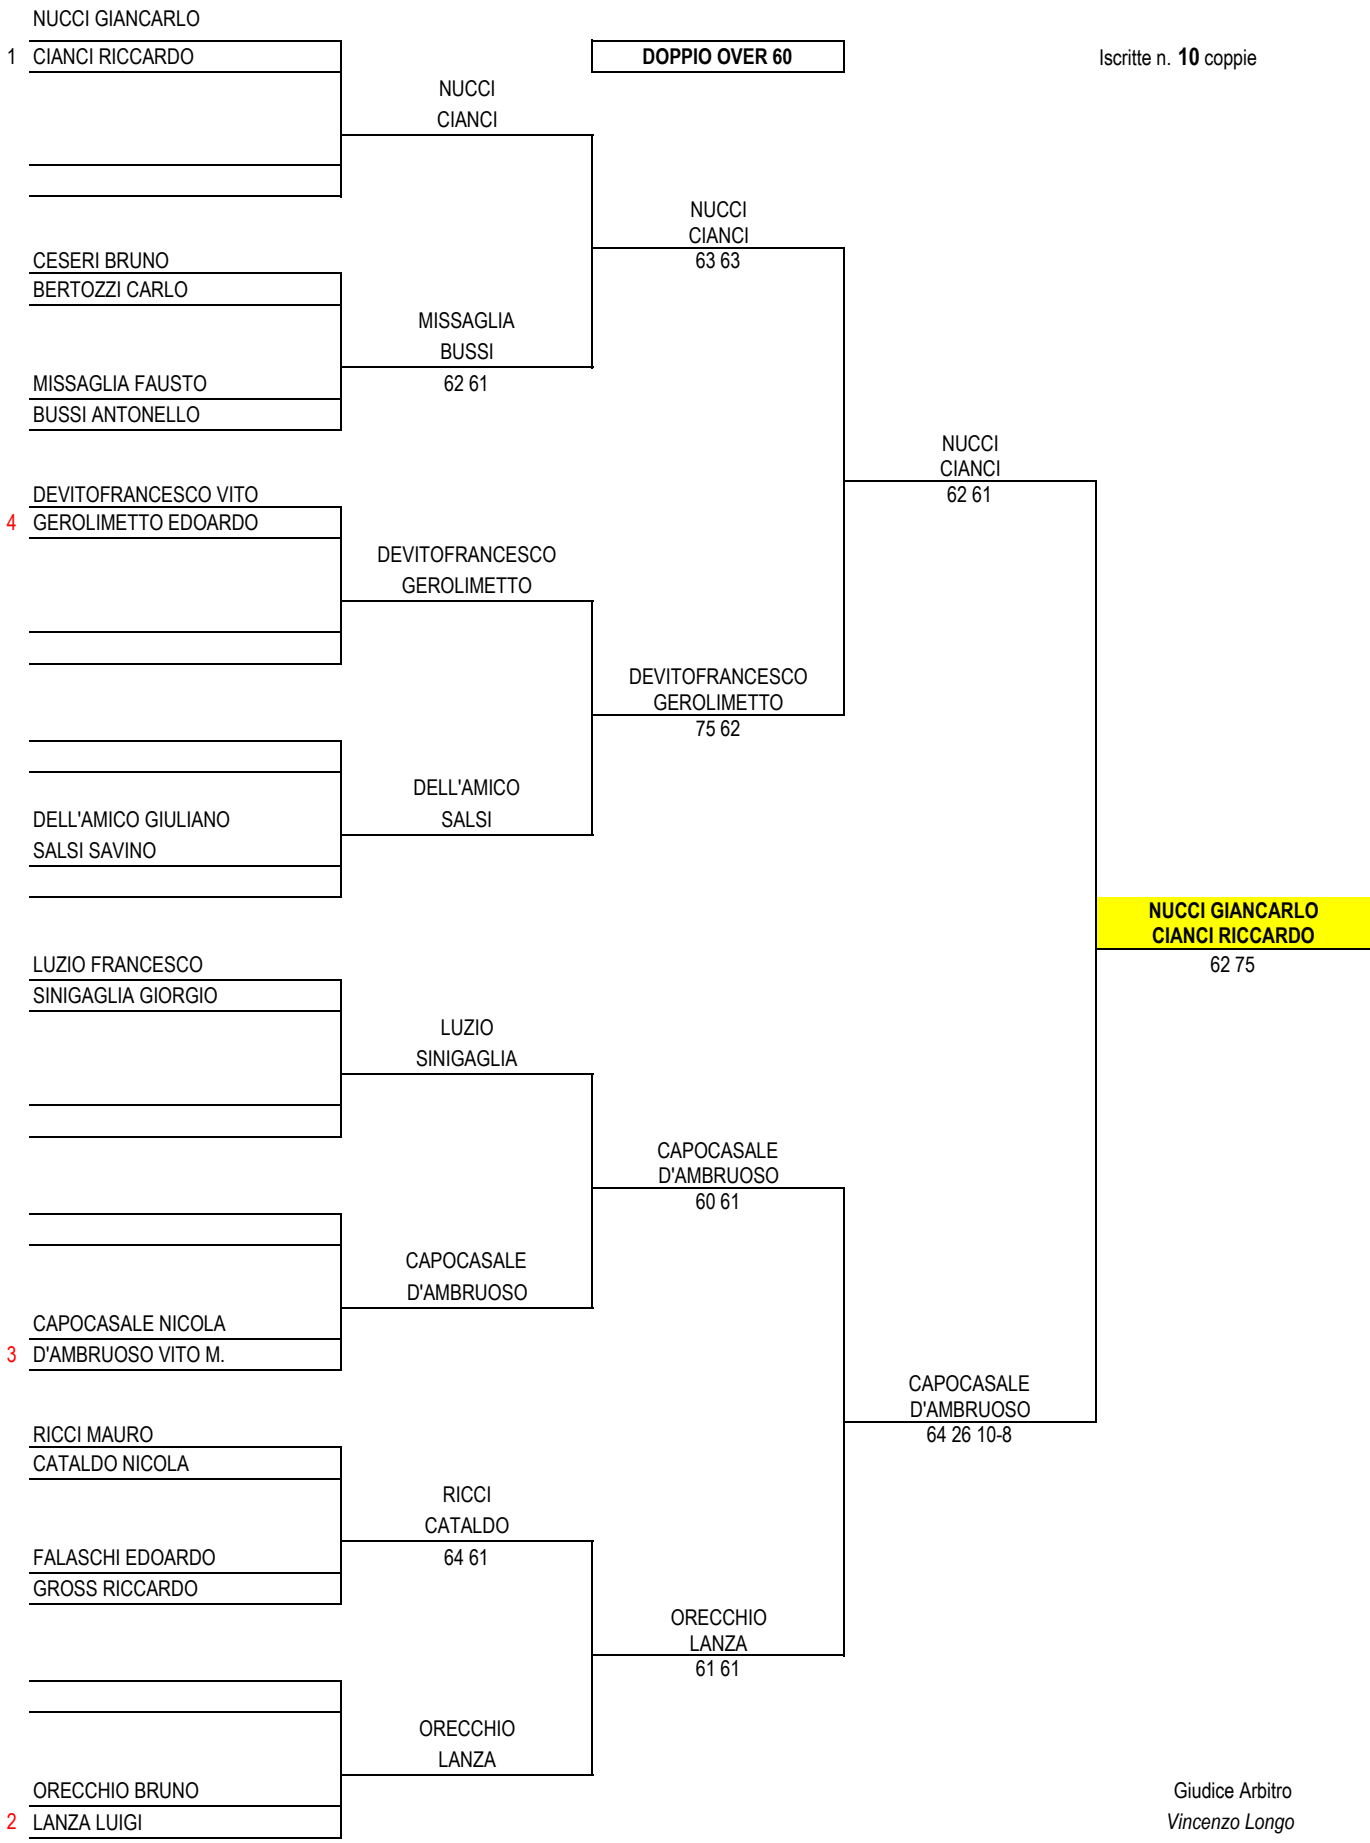 NUCCI GIANCARLO
1 CIANCI RICCARDO
DOPPIO OVER 60
Iscritte n. 10 coppie
NUCCI
CIANCI
NUCCI
CIANCI
63 63
CESERI BRUNO
BERTOZZI CARLO
MISSAGLIA
BUSSI
62 61
MISSAGLIA FAUSTO
BUSSI ANTONELLO
NUCCI
CIANCI
62 61
DEVITOFRANCESCO VITO
4 GEROLIMETTO EDOARDO
DEVITOFRANCESCO
GEROLIMETTO
DEVITOFRANCESCO
GEROLIMETTO
75 62
DELL'AMICO
SALSI
DELL'AMICO GIULIANO
SALSI SAVINO
NUCCI GIANCARLO
CIANCI RICCARDO
62 75
LUZIO FRANCESCO
SINIGAGLIA GIORGIO
LUZIO
SINIGAGLIA
CAPOCASALE
D'AMBRUOSO
60 61
CAPOCASALE
D'AMBRUOSO
CAPOCASALE NICOLA
3 D'AMBRUOSO VITO M.
CAPOCASALE
D'AMBRUOSO
64 26 10-8
RICCI MAURO
CATALDO NICOLA
RICCI
CATALDO
64 61
FALASCHI EDOARDO
GROSS RICCARDO
ORECCHIO
LANZA
61 61
ORECCHIO
LANZA
ORECCHIO BRUNO
2 LANZA LUIGI
Giudice Arbitro
Vincenzo Longo